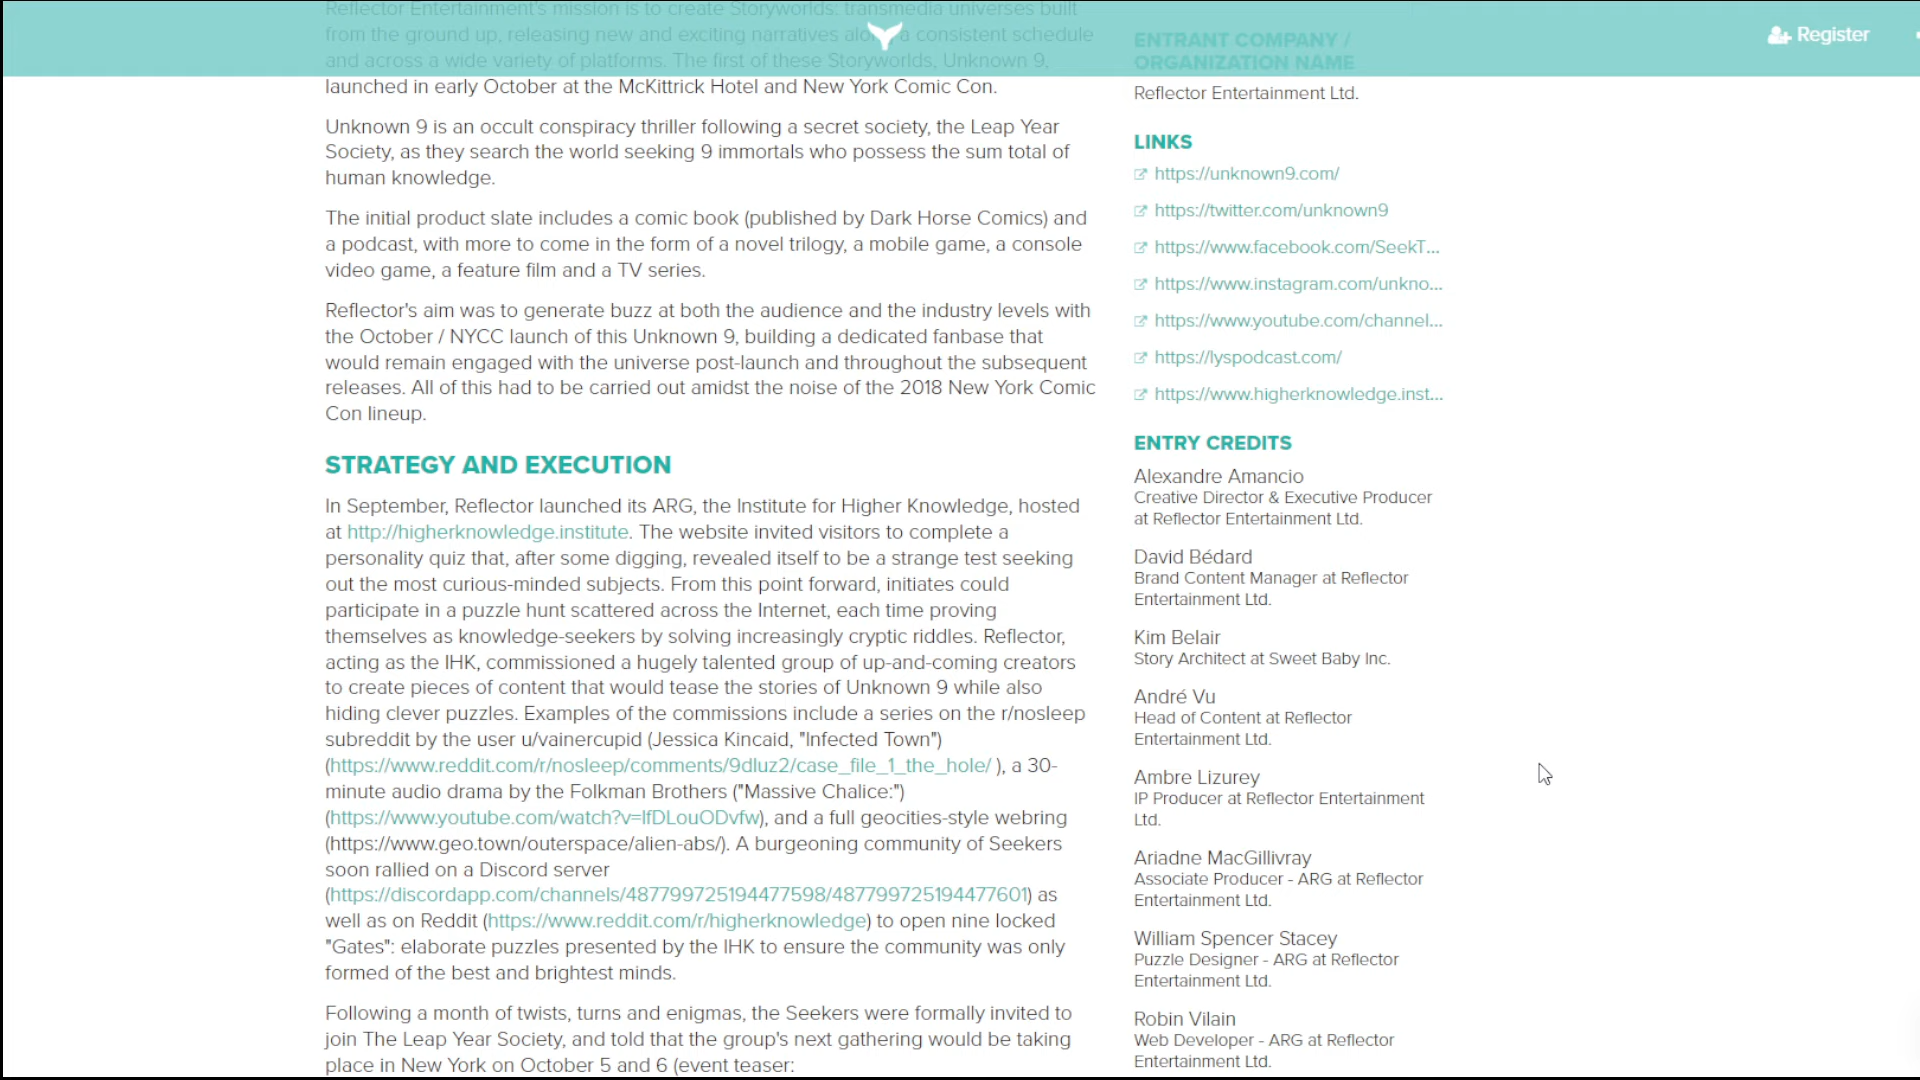 Reflector Entertainment's mission is to create Storyworlds: transmedia universes built
from the ground up, releasing new and exciting narratives along a consistent schedule
and across a wide variety of platforms. The first of these Storyworlds, Unknown 9,
launched in early October at the McKittrick Hotel and New York Comic Con.
Unknown 9 is an occult conspiracy thriller following a secret society, the Leap Year
Society, as they search the world seeking 9 immortals who possess the sum total of
human knowledge.
The initial product slate includes a comic book (published by Dark Horse Comics) and
a podcast, with more to come in the form of a novel trilogy, a mobile game, a console
video game, a feature film and a TV series.
Reflector's aim was to generate buzz at both the audience and the industry levels with
the October / NYCC launch of this Unknown 9, building a dedicated fanbase that
would remain engaged with the universe post-launch and throughout the subsequent
releases. All of this had to be carried out amidst the noise of the 2018 New York Comic
Con lineup.
STRATEGY AND EXECUTION
In September, Reflector launched its ARG, the Institute for Higher Knowledge, hosted
at http://higherknowledge.institute. The website invited visitors to complete a
personality quiz that, after some digging, revealed itself to be a strange test seeking
out the most curious-minded subjects. From this point forward, initiates could
participate in a puzzle hunt scattered across the Internet, each time proving
themselves as knowledge-seekers by solving increasingly cryptic riddles. Reflector,
acting as the IHK, commissioned a hugely talented group of up-and-coming creators
to create pieces of content that would tease the stories of Unknown 9 while also
hiding clever puzzles. Examples of the commissions include a series on the r/nosleep
subreddit by the user u/vainercupid (Jessica Kincaid, "Infected Town")
(https://www.reddit.com/r/nosleep/comments/9dluz2/case_file_1_the_hole/ ), a 30-
minute audio drama by the Folkman Brothers ("Massive Chalice:")
(https://www.youtube.com/watch?v=lfDLouODvfw), and a full geocities-style webring
(https://www.geo.town/outerspace/alien-abs/). A burgeoning community of Seekers
soon rallied on a Discord server
(https://discordapp.com/channels/487799725194477598/487799725194477601) as
well as on Reddit (https://www.reddit.com/r/higherknowledge) to open nine locked
"Gates": elaborate puzzles presented by the IHK to ensure the community was only
formed of the best and brightest minds.
Following a month of twists, turns and enigmas, the Seekers were formally invited to
join The Leap Year Society, and told that the group's next gathering would be taking
place in New York on October 5 and 6 (event teaser:
Register
ENTRANT COMPANY /
ORGANIZATION NAME
Reflector Entertainment Ltd.
LINKS
https://unknown9.com/
https://twitter.com/unknown9
https://www.facebook.com/SeekT...
https://www.instagram.com/unkno...
https://www.youtube.com/channel...
https://lyspodcast.com/
https://www.higherknowledge.inst...
ENTRY CREDITS
Alexandre Amancio
Creative Director & Executive Producer
at Reflector Entertainment Ltd.
David Bédard
Brand Content Manager at Reflector
Entertainment Ltd.
Kim Belair
Story Architect at Sweet Baby Inc.
André Vu
Head of Content at Reflector
Entertainment Ltd.
Ambre Lizurey
IP Producer at Reflector Entertainment
Ltd.
Ariadne MacGillivray
Associate Producer - ARG at Reflector
Entertainment Ltd.
William Spencer Stacey
Puzzle Designer - ARG at Reflector
Entertainment Ltd.
Robin Vilain
Web Developer - ARG at Reflector
Entertainment Ltd.